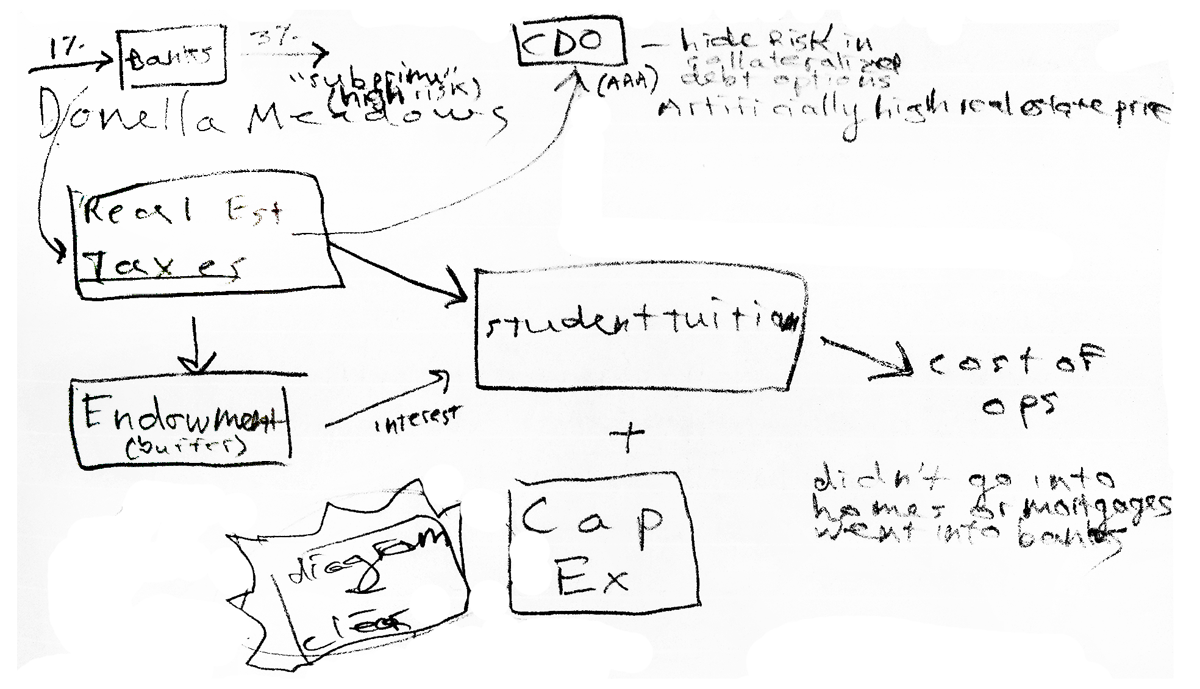 1%
Banks
3%
"subprime"
(high risk)
Donella Meadows
CDO
(AAA)
— hide Risk in
collateralized
debt options
Artificially high real estate price
Real Est
Taxes
student tuition
cost of
ops
Endowment
(buffer)
interest
+
Cap
Ex
didn't go into
homes or mortgages
went into banks
diagram